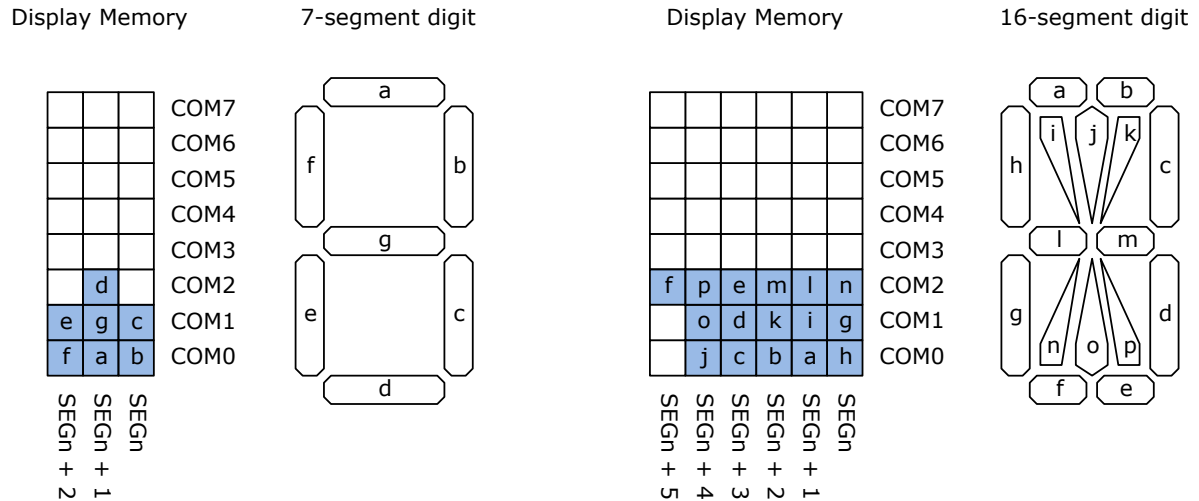 Display Memory
7-segment digit
Display Memory
16-segment digit
COM7
COM6
COM5
COM4
COM3
d COM2
e g c COM1
f a b COM0
SEGn + 2
SEGn + 1
SEGn
a
f
b
g
e
c
d
COM7
COM6
COM5
COM4
COM3
f p e m l n COM2
o d k i g COM1
j c b a h COM0
SEGn + 5
SEGn + 4
SEGn + 3
SEGn + 2
SEGn + 1
SEGn
a b
i j k
h c
l m
g d
n o p
f e